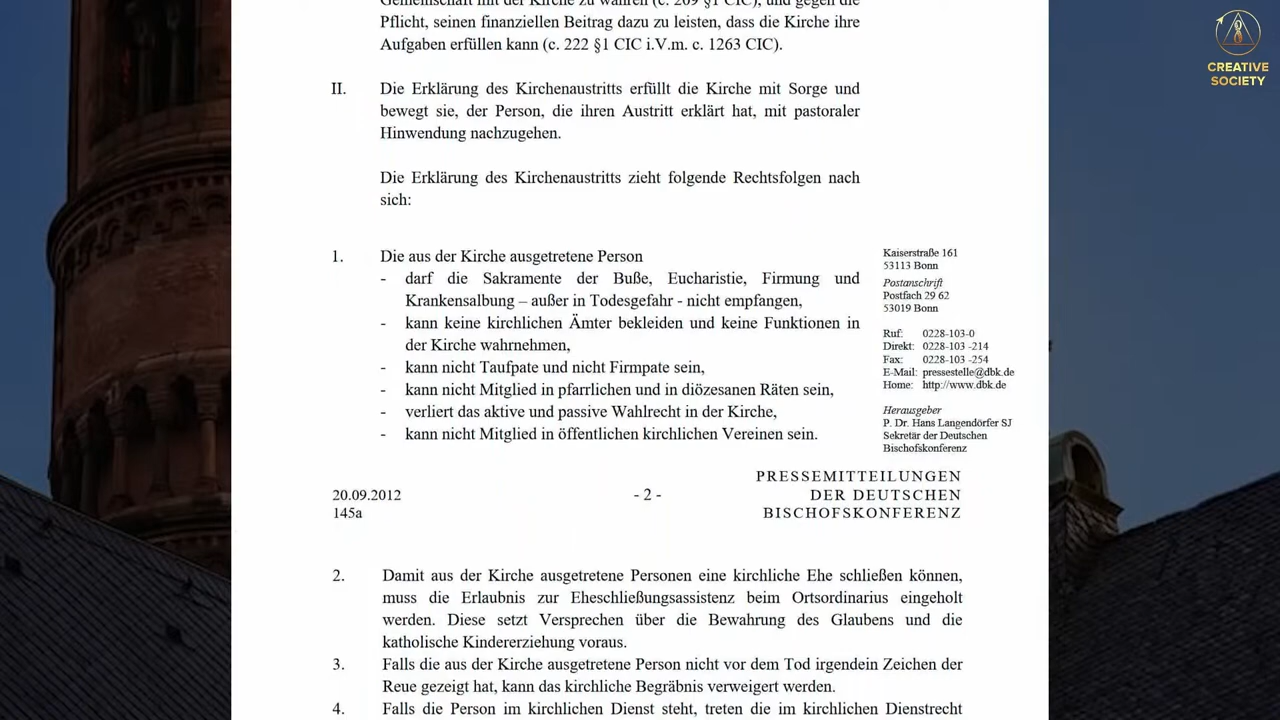 Gemeinschaft mit der Kirche zu wahren (c. 209 §1 CIC), und gegen die
Pflicht, seinen finanziellen Beitrag dazu zu leisten, dass die Kirche ihre
Aufgaben erfüllen kann (c. 222 §1 CIC i.V.m. c. 1263 CIC).
CREATIVE
SOCIETY
II. Die Erklärung des Kirchenaustritts erfüllt die Kirche mit Sorge und
bewegt sie, der Person, die ihren Austritt erklärt hat, mit pastoraler
Hinwendung nachzugehen.
Die Erklärung des Kirchenaustritts zieht folgende Rechtsfolgen nach
sich:
1. Die aus der Kirche ausgetretene Person
- darf die Sakramente der Buße, Eucharistie, Firmung und
Krankensalbung – außer in Todesgefahr - nicht empfangen,
- kann keine kirchlichen Ämter bekleiden und keine Funktionen in
der Kirche wahrnehmen,
- kann nicht Taufpate und nicht Firmpate sein,
- kann nicht Mitglied in pfarrlichen und in diözesanen Räten sein,
- verliert das aktive und passive Wahlrecht in der Kirche,
- kann nicht Mitglied in öffentlichen kirchlichen Vereinen sein.
Kaiserstraße 161
53113 Bonn
Postanschrift
Postfach 29 62
53019 Bonn
Ruf: 0228-103-0
Direkt: 0228-103 -214
Fax: 0228-103 -254
E-Mail: pressestelle@dbk.de
Home: http://www.dbk.de
Herausgeber
P. Dr. Hans Langendörfer SJ
Sekretär der Deutschen
Bischofskonferenz
PRESSEMITTEILUNGEN
DER DEUTSCHEN
BISCHOFSKONFERENZ
20.09.2012
145a
- 2 -
2. Damit aus der Kirche ausgetretene Personen eine kirchliche Ehe schließen können,
muss die Erlaubnis zur Eheschließungsassistenz beim Ortsordinarius eingeholt
werden. Diese setzt Versprechen über die Bewahrung des Glaubens und die
katholische Kindererziehung voraus.
3. Falls die aus der Kirche ausgetretene Person nicht vor dem Tod irgendein Zeichen der
Reue gezeigt hat, kann das kirchliche Begräbnis verweigert werden.
4. Falls die Person im kirchlichen Dienst steht, treten die im kirchlichen Dienstrecht